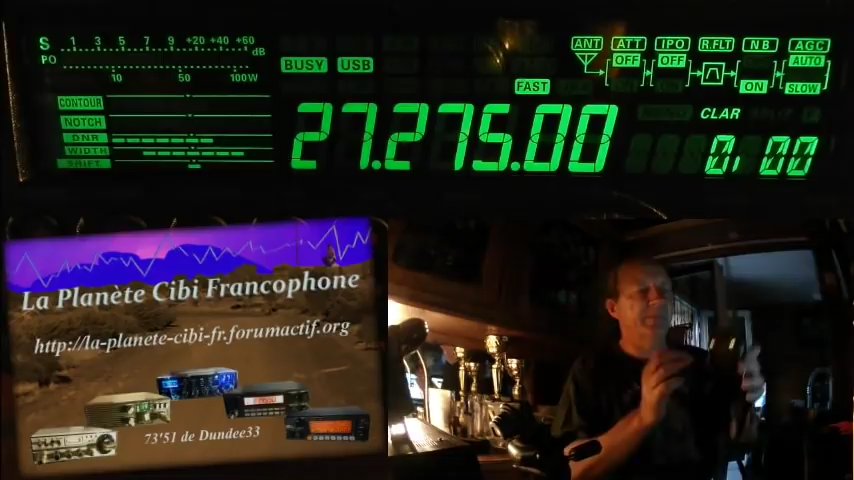 S 1 3 5 7 9 +20 +40 +60 dB
PO 10 50 100W
BUSY USB
ANT ATT IPO R.FLT NB AGC
OFF OFF AUTO
ON SLOW
FAST
CONTOUR
NOTCH
DNR
WIDTH
SHIFT
27.275.00
CLAR
0.00
La Planète Cibi Francophone
http://la-planete-cibi-fr.forumactif.org
73'51 de Dundee33